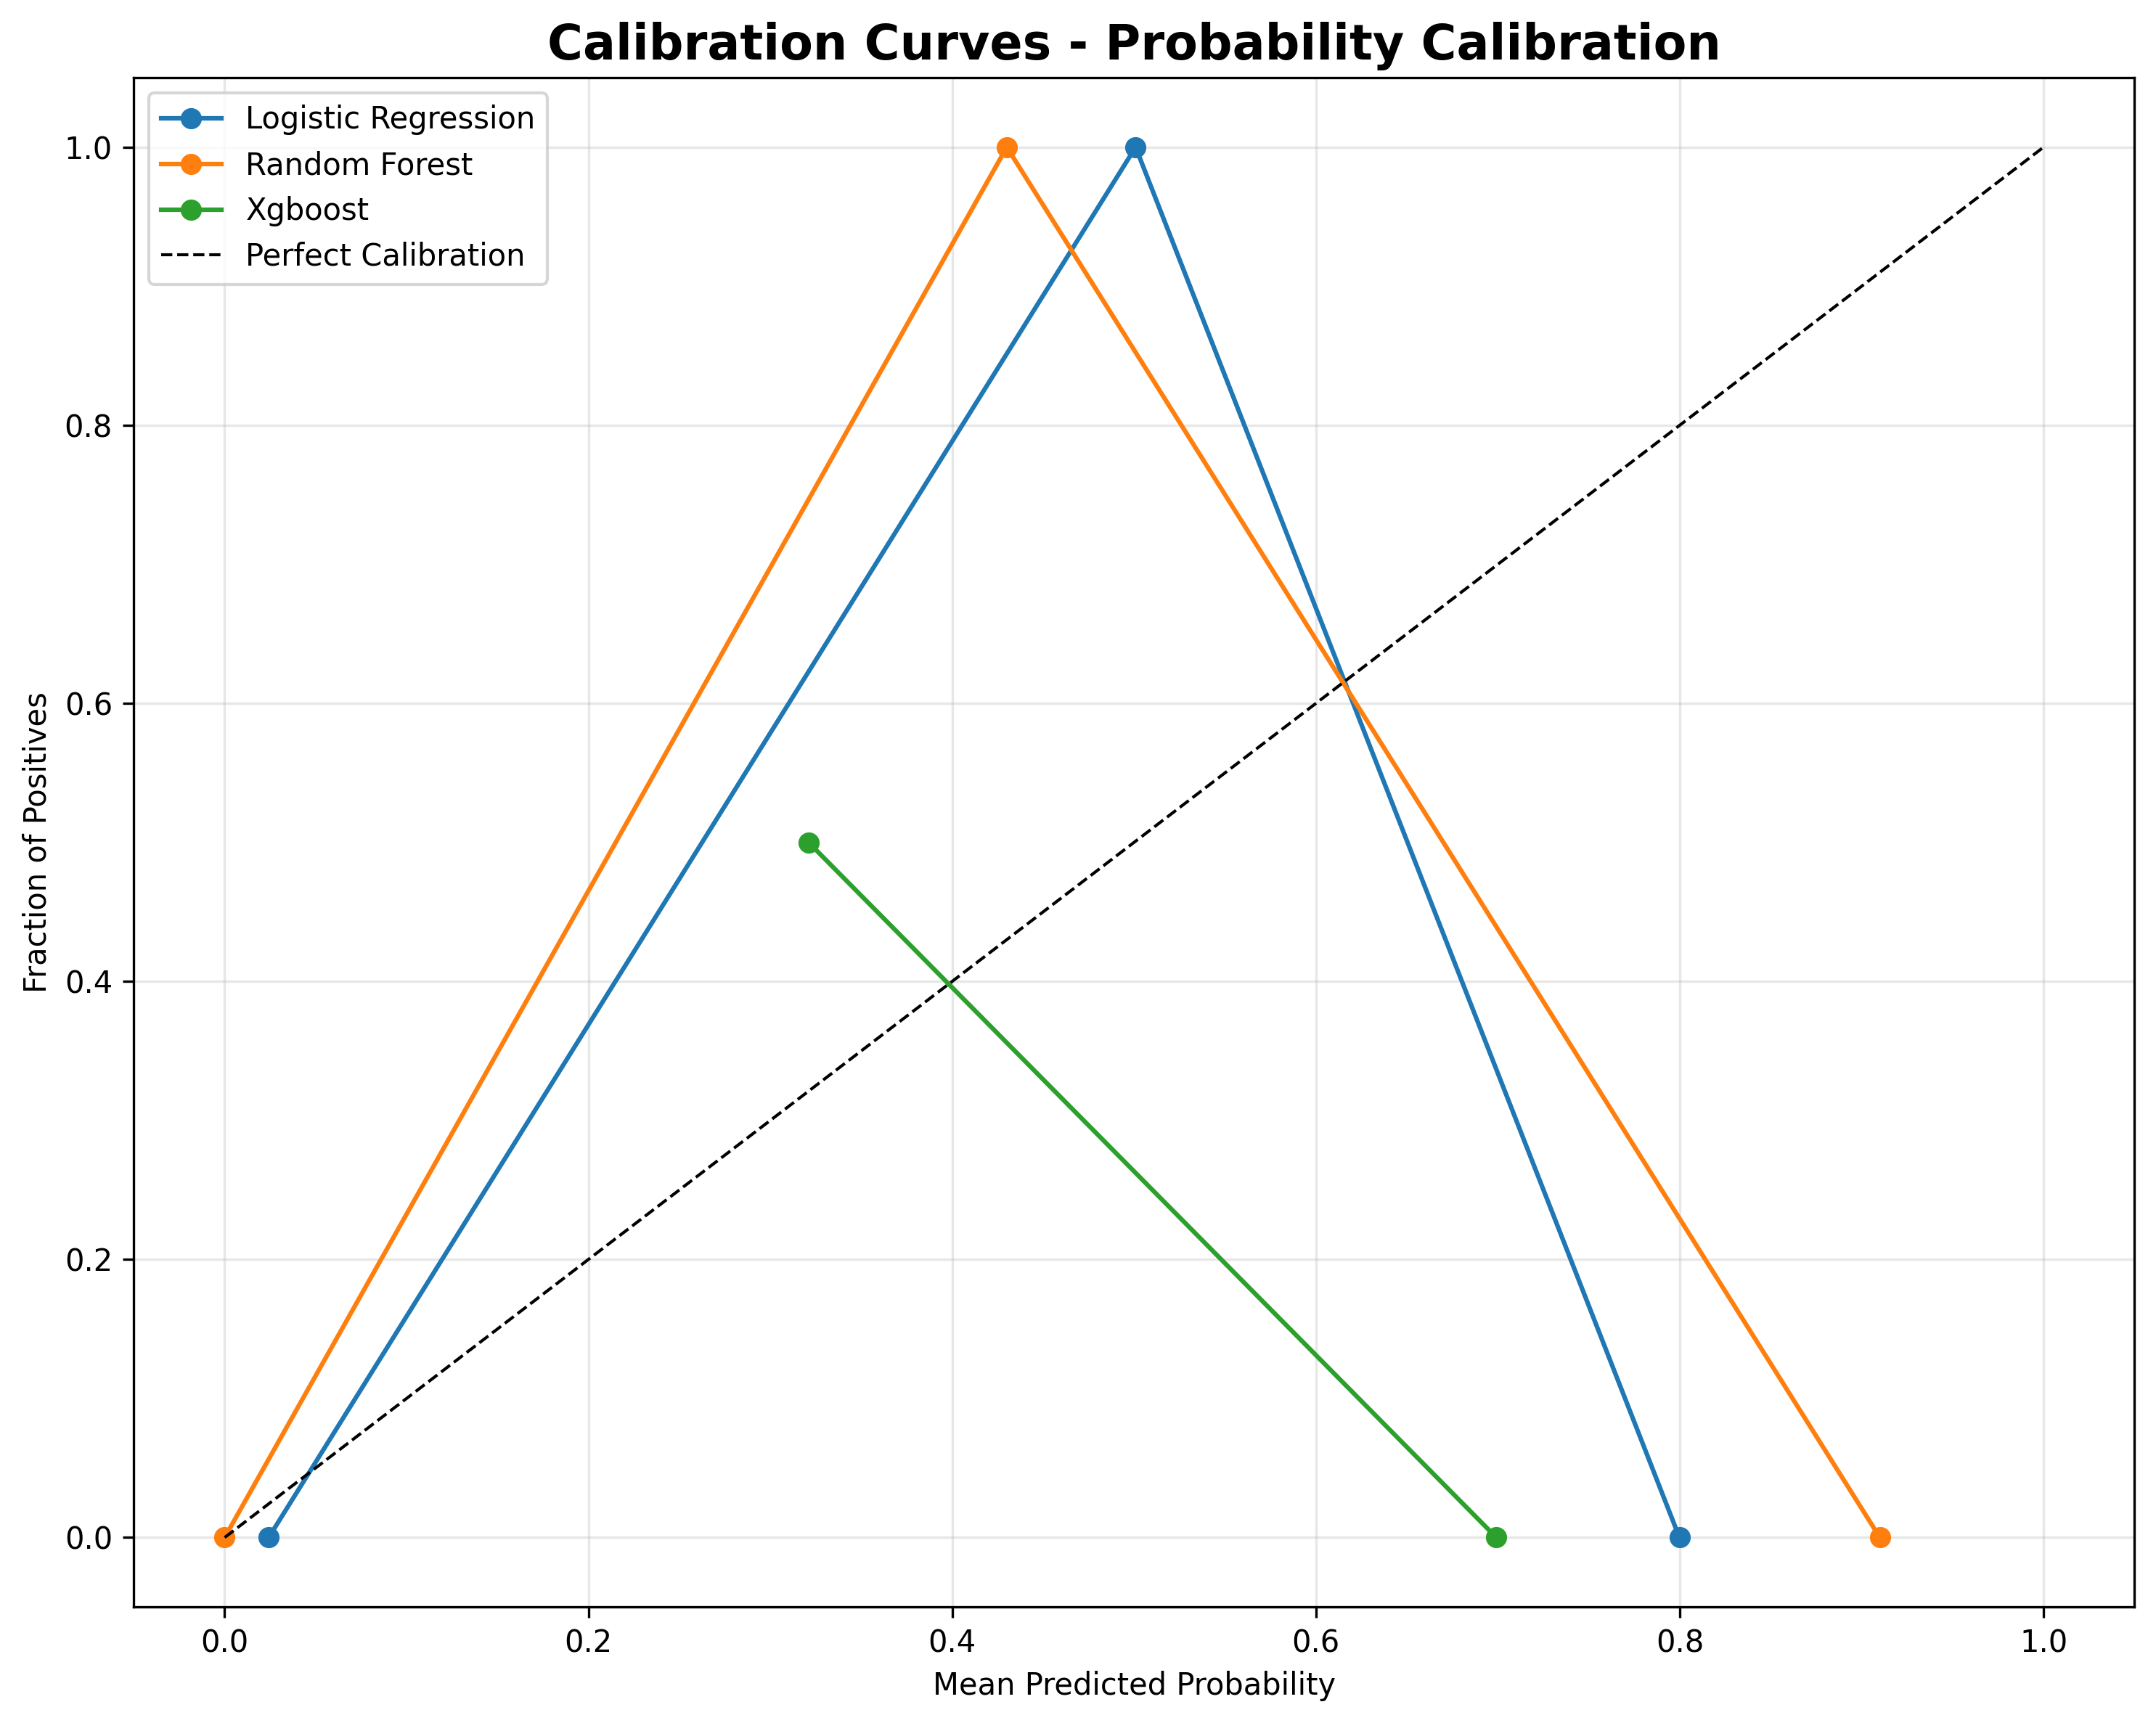 Calibration Curves - Probability Calibration
Logistic Regression
Random Forest
Xgboost
Perfect Calibration
Fraction of Positives
1.0
0.8
0.6
0.4
0.2
0.0
0.0 0.2 0.4 0.6 0.8 1.0
Mean Predicted Probability